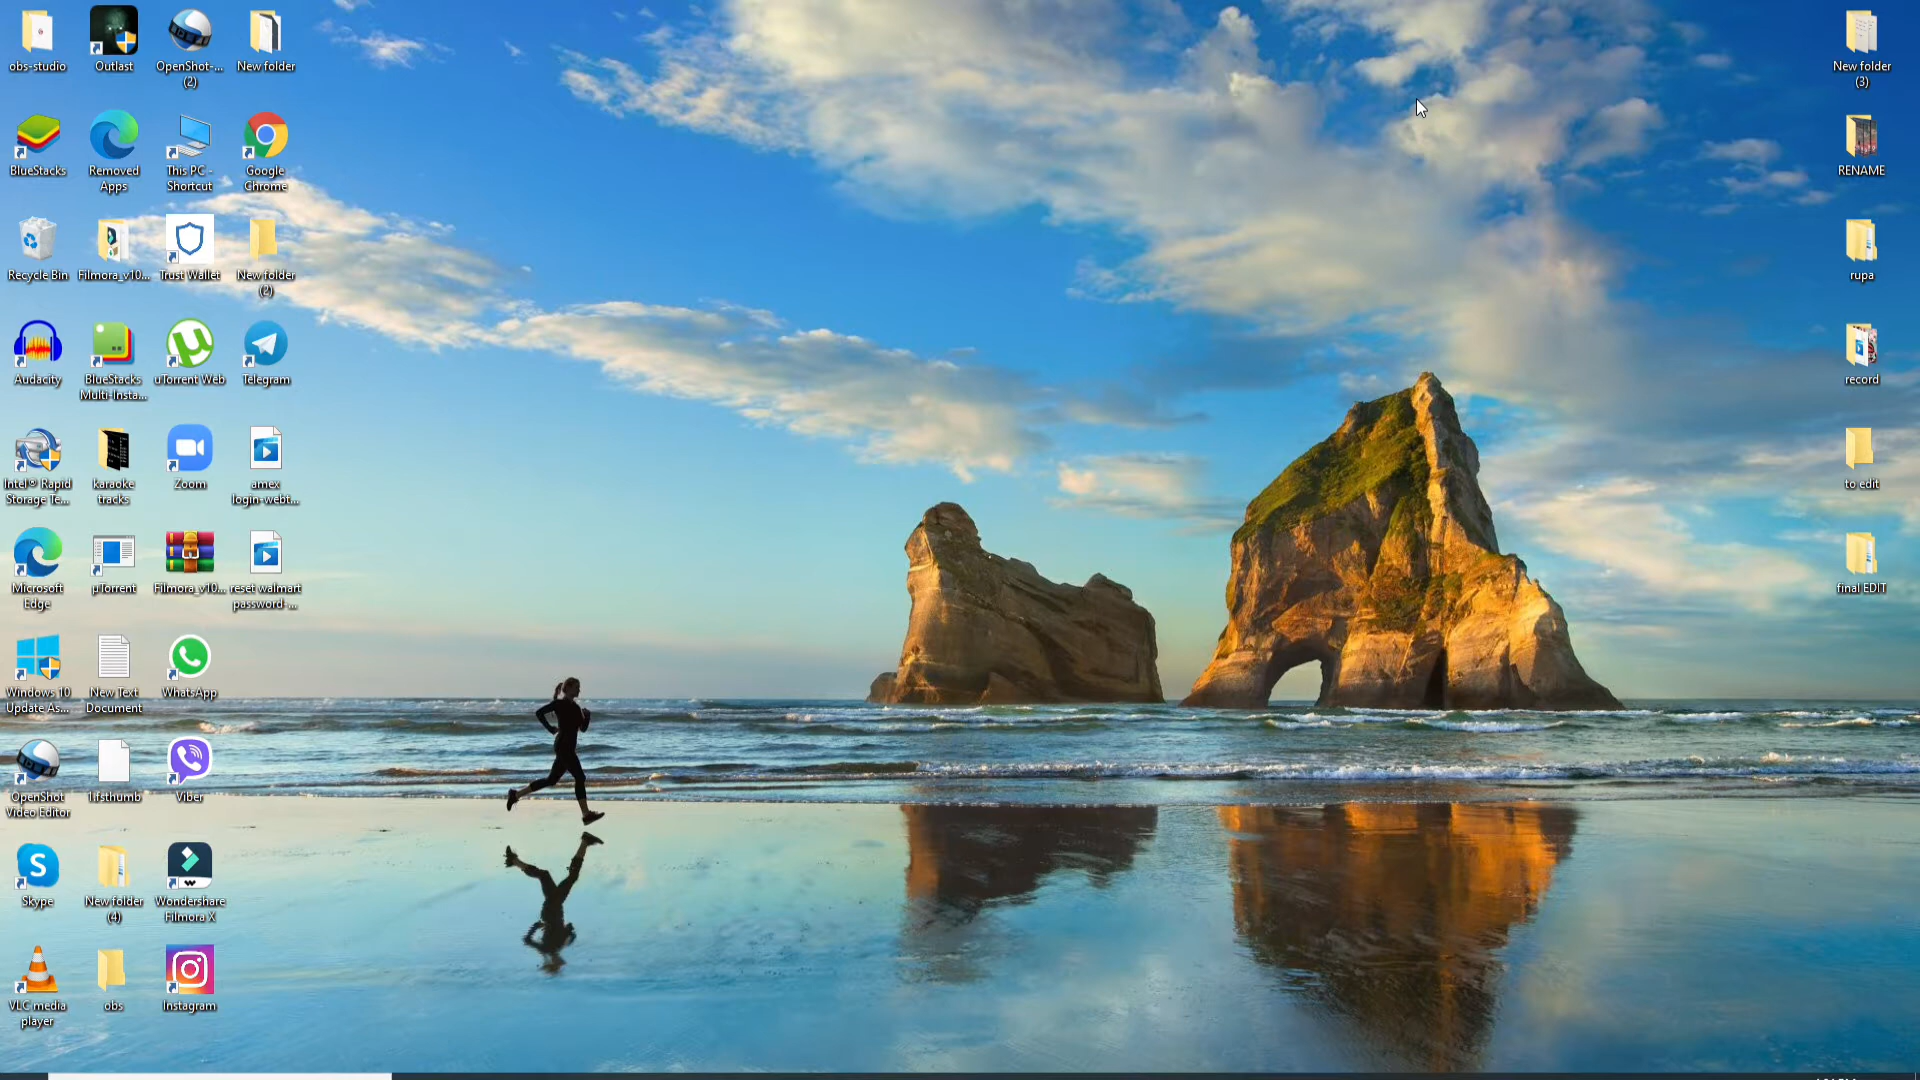 obs-studio
Outlast
OpenShot-...
(2)
New folder
New folder
(3)
BlueStacks
Removed
Apps
This PC -
Shortcut
Google
Chrome
RENAME
Recycle Bin
Filmora_v10...
Trust Wallet
New folder
(2)
rupa
Audacity
BlueStacks
Multi-Insta...
uTorrent Web
Telegram
record
Intel® Rapid
Storage Te...
karaoke
tracks
Zoom
amex
login-webt...
to edit
Microsoft
Edge
µTorrent
Filmora_v10...
reset walmart
password-...
final EDIT
Windows 10
Update As...
New Text
Document
WhatsApp
OpenShot
Video Editor
1.ifsthumb
Viber
Skype
New folder
(4)
Wondershare
Filmora X
VLC media
player
obs
Instagram